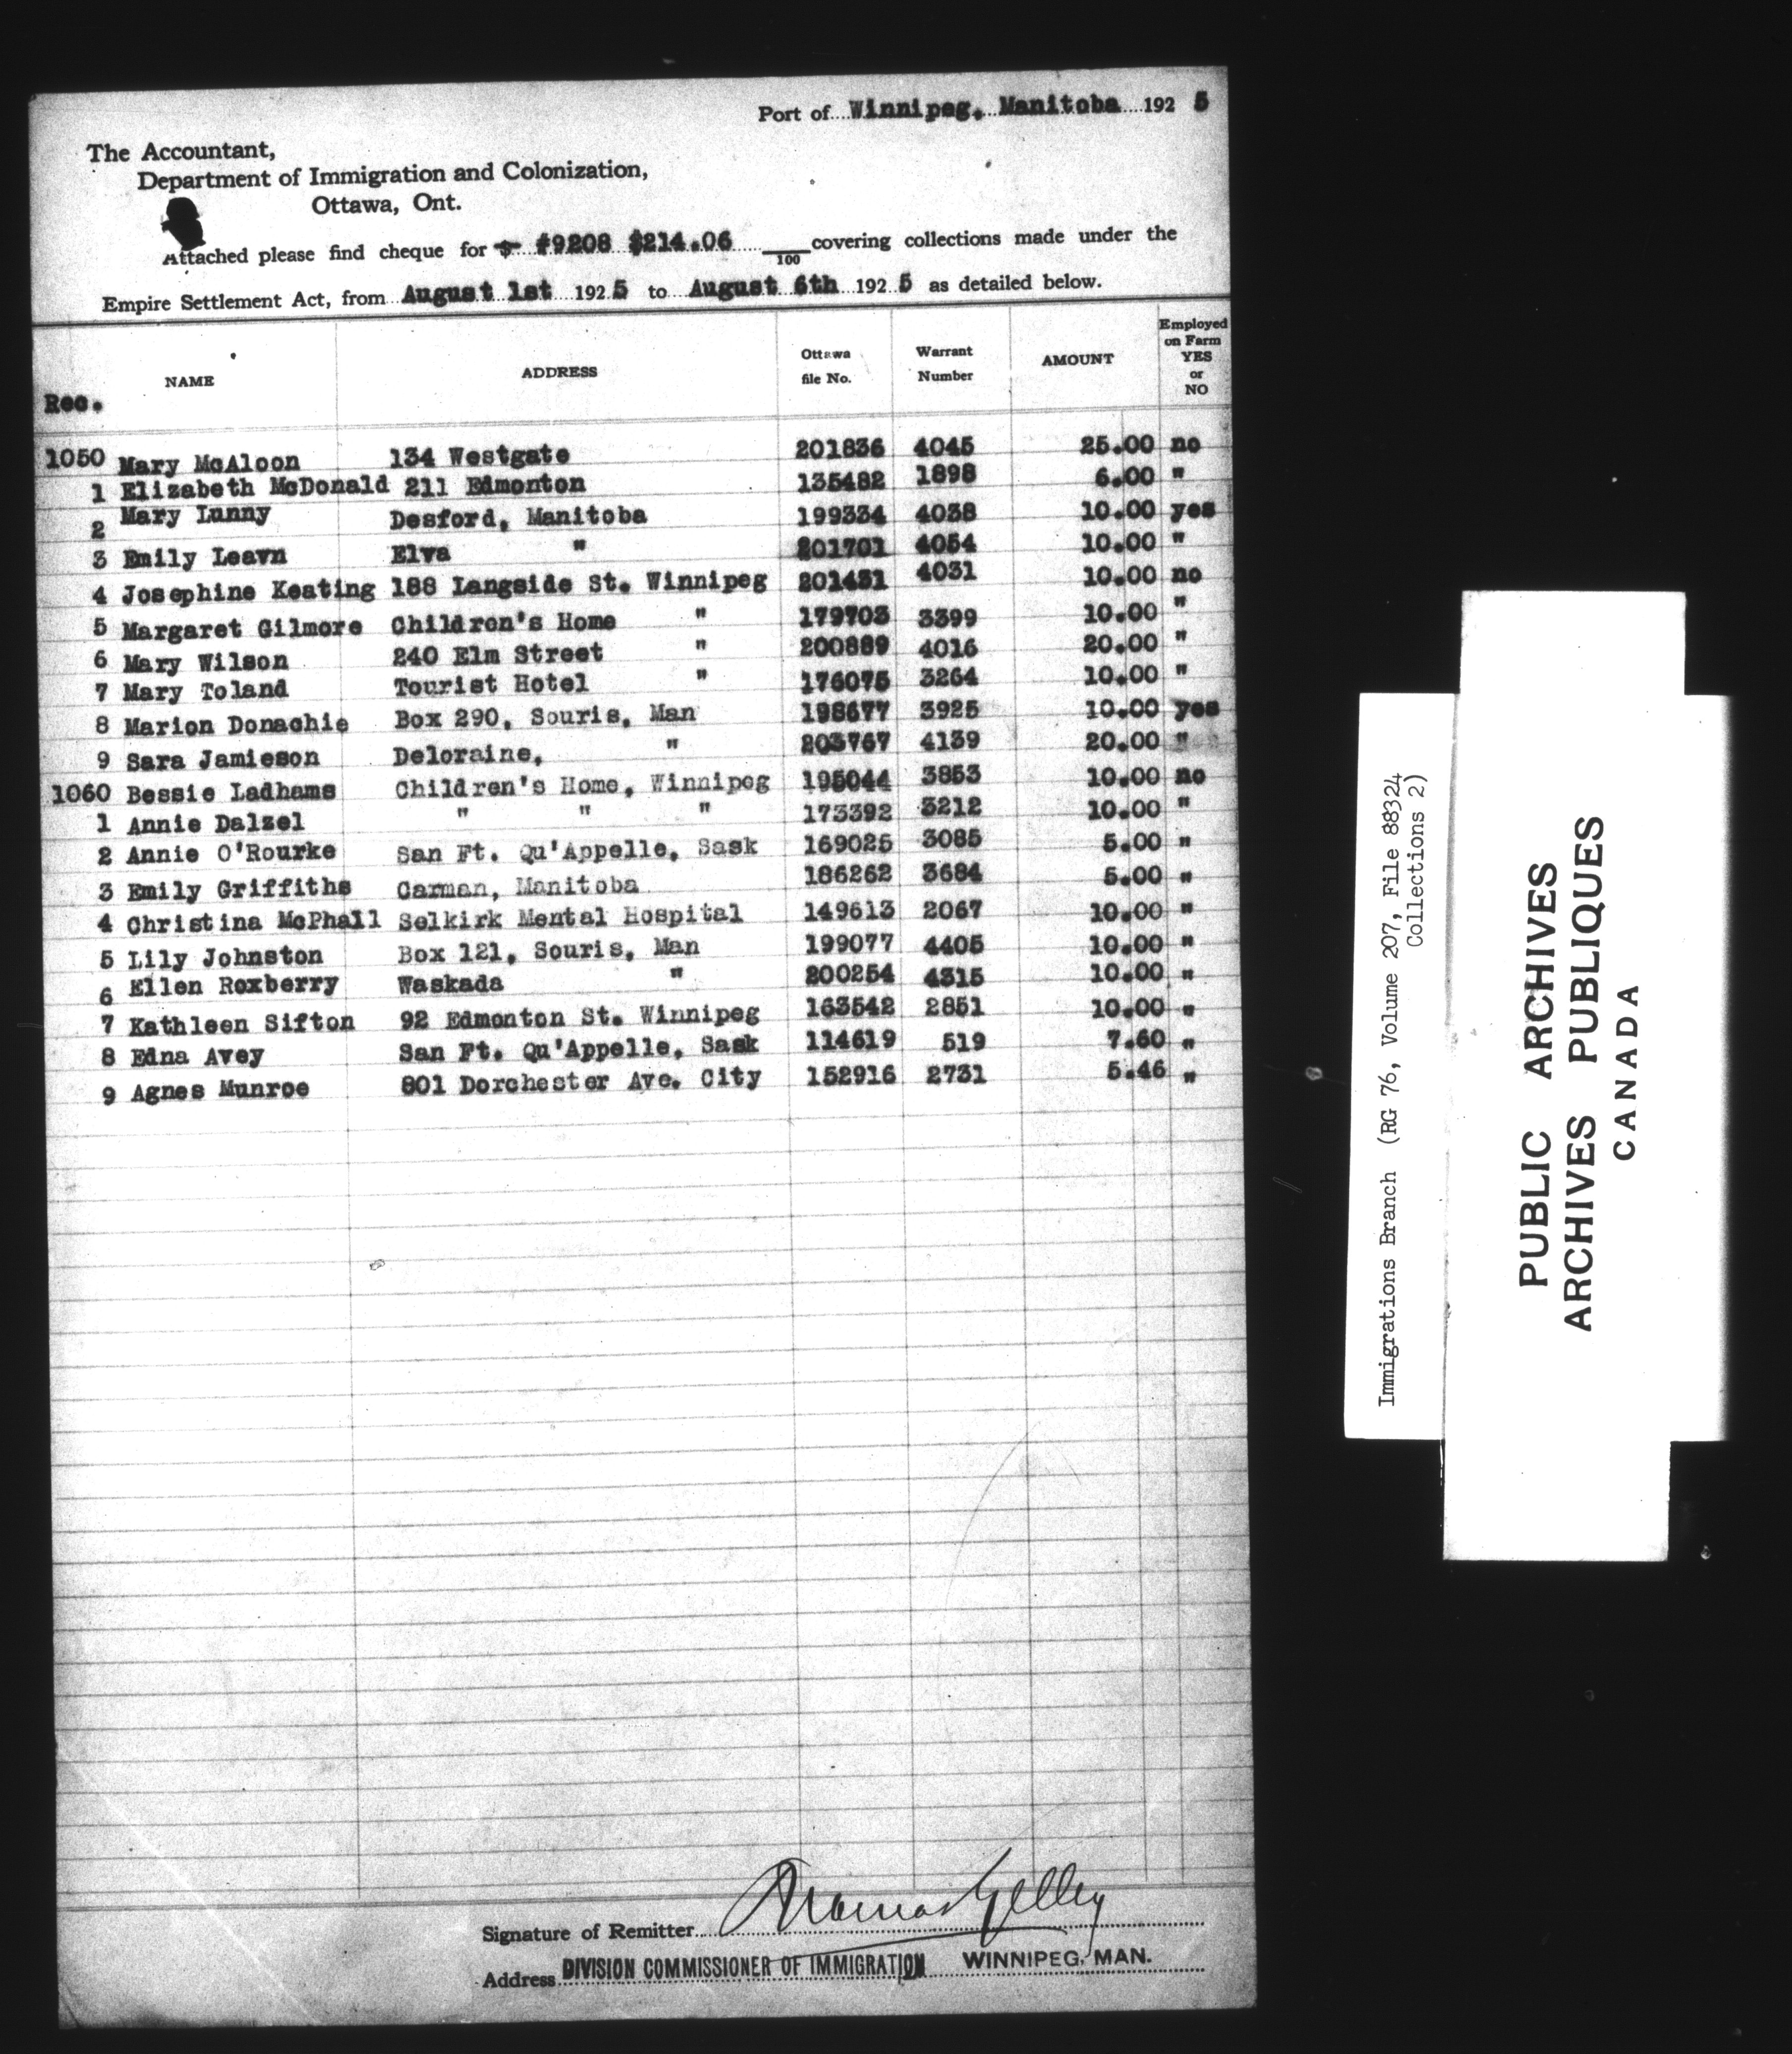 Port of Winnipeg. Manitoba 192 5
The Accountant,
Department of Immigration and Colonization,
Ottawa, Ont.
Attached please find cheque for $ #9208 $214.06 100 covering collections made under the
Empire Settlement Act, from August 1st 192 5 to August 6th 192 5 as detailed below.
Rec. NAME ADDRESS Ottawa file No. Warrant Number AMOUNT Employed on Farm YES or NO
1050 Mary McAloon 134 Westgate 201836 4045 25.00 no
1 Elizabeth McDonald 211 Edmonton 135482 1898 6.00 "
2 Mary Lunny Desford, Manitoba 199334 4038 10.00 yes
3 Emily Leavn Elva " 201701 4054 10.00 "
4 Josephine Keating 188 Langside St. Winnipeg 201431 4031 10.00 no
5 Margaret Gilmore Children's Home " 179703 3399 10.00 "
6 Mary Wilson 240 Elm Street " 200889 4016 20.00 "
7 Mary Toland Tourist Hotel " 176075 3264 10.00 "
8 Marion Donachie Box 290, Souris, Man 198677 3925 10.00 yes
9 Sara Jamieson Deloraine, " 203767 4139 20.00 "
1060 Bessie Ladhams Children's Home, Winnipeg 195044 3853 10.00 no
1 Annie Dalzel " " " 173392 3212 10.00 "
2 Annie O'Rourke San Ft. Qu'Appelle, Sask 169025 3085 5.00 "
3 Emily Griffiths Carman, Manitoba 186262 3684 5.00 "
4 Christina McPhail Selkirk Mental Hospital 149613 2067 10.00 "
5 Lily Johnston Box 121, Souris, Man 199077 4405 10.00 "
6 Ellen Roxberry Waskada " 200254 4315 10.00 "
7 Kathleen Sifton 92 Edmonton St. Winnipeg 163542 2851 10.00 "
8 Edna Avey San Ft. Qu'Appelle, Sask 114619 519 7.60 "
9 Agnes Munroe 801 Dorchester Ave. City 152916 2731 5.46 "
Signature of Remitter Thomas Gelley
Address DIVISION COMMISSIONER OF IMMIGRATION WINNIPEG, MAN.
Immigrations Branch (RG 76, Volume 207, File 88324
Collections 2)
PUBLIC ARCHIVES
ARCHIVES PUBLIQUES
CANADA